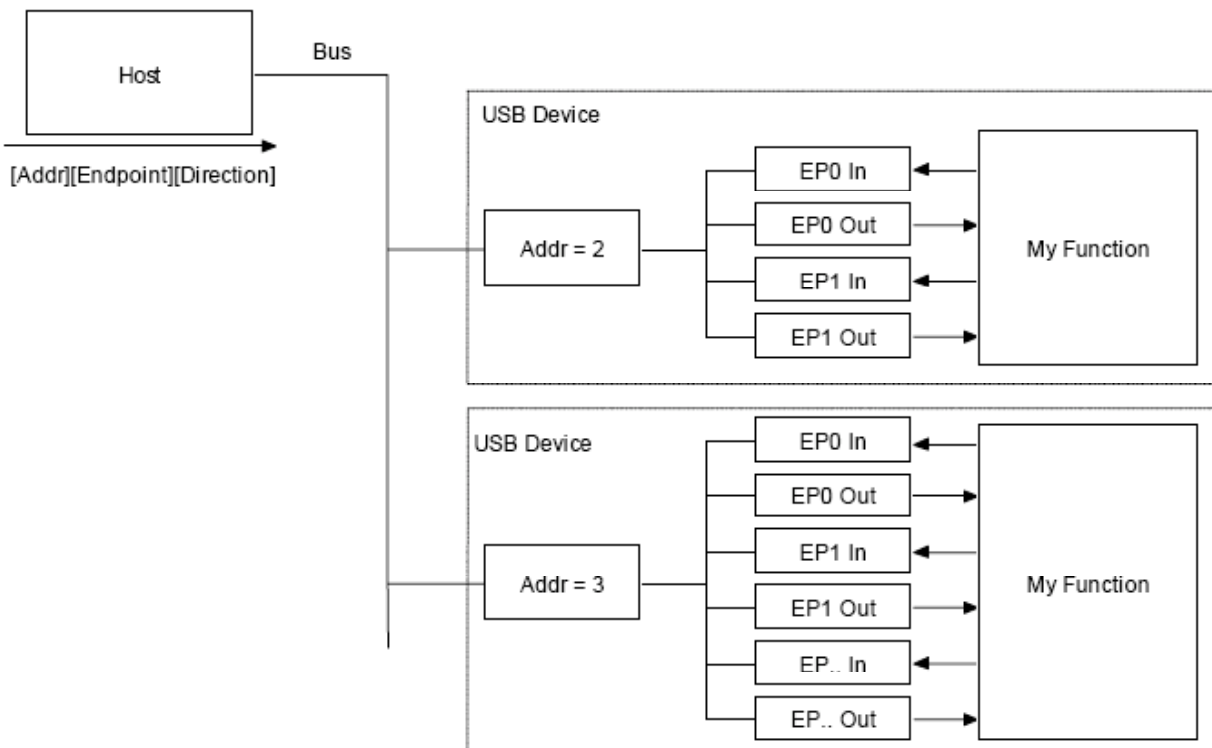 Host
Bus
[Addr][Endpoint][Direction]
USB Device
Addr = 2
EP0 In
EP0 Out
EP1 In
EP1 Out
My Function
USB Device
Addr = 3
EP0 In
EP0 Out
EP1 In
EP1 Out
EP.. In
EP.. Out
My Function